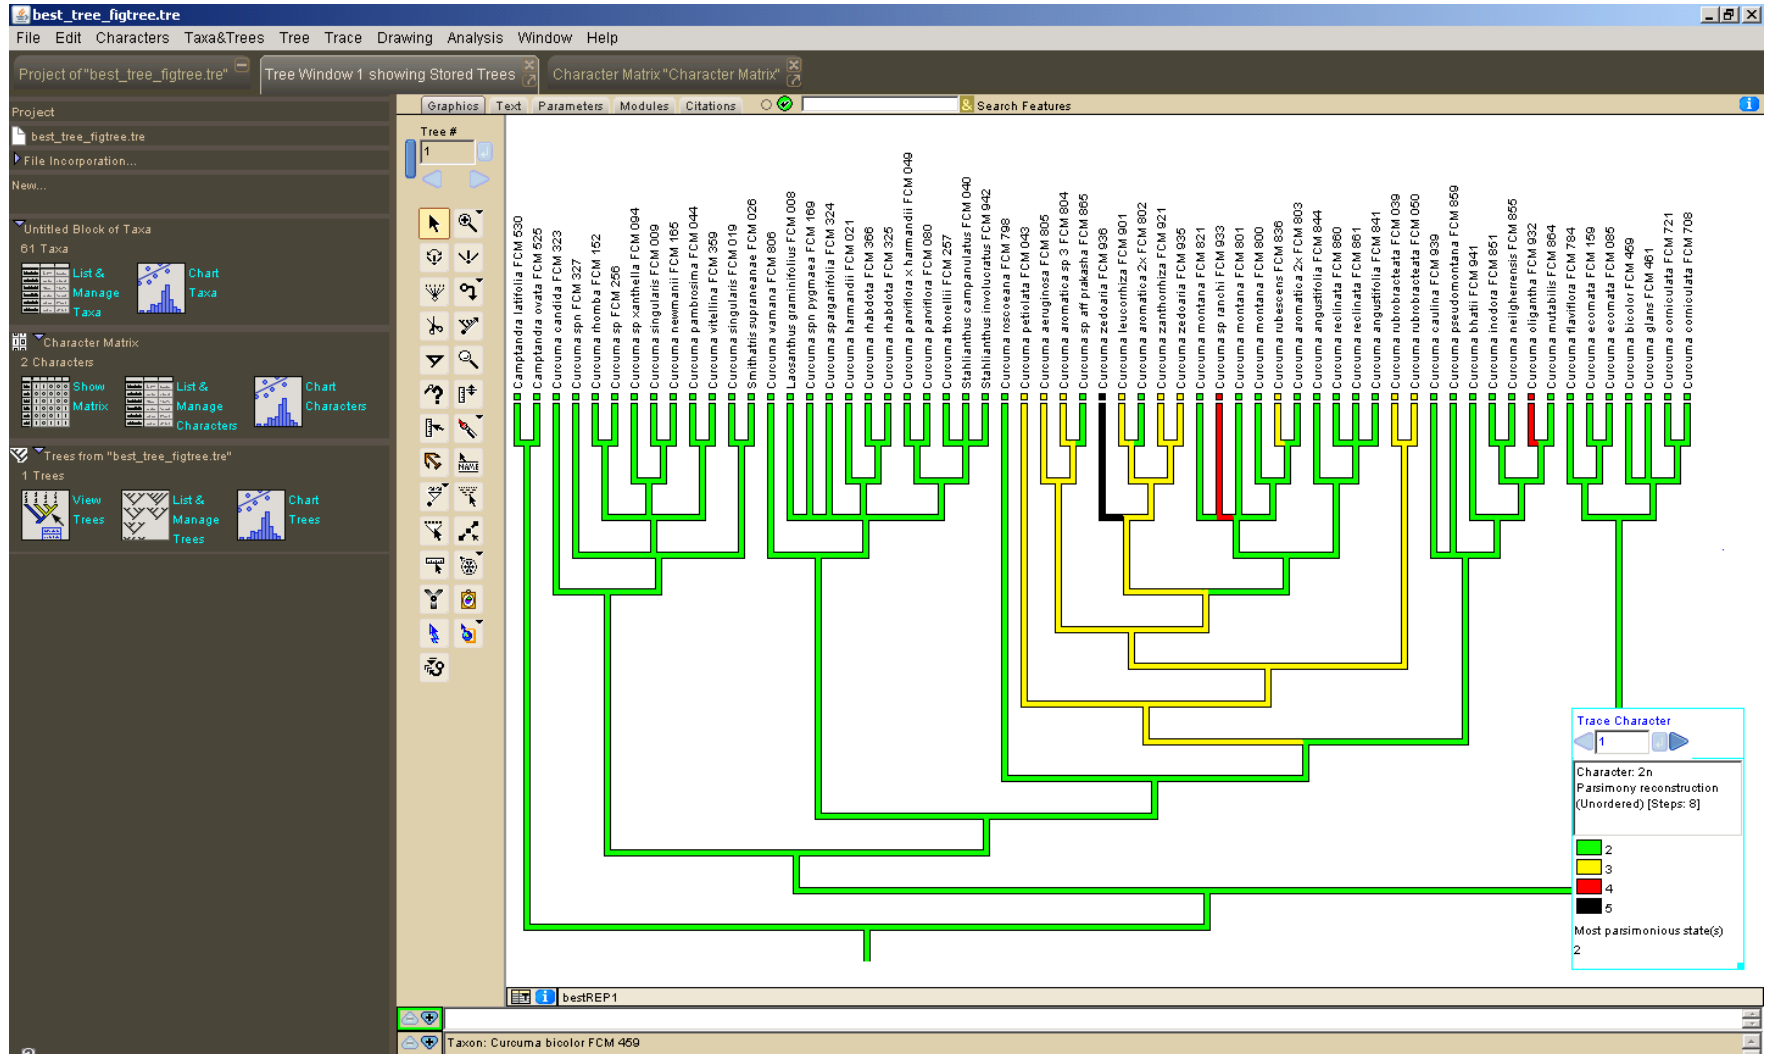 best_tree_figtree.tre
File Edit Characters Taxa&Trees Tree Trace Drawing Analysis Window Help
Project of "best_tree_figtree.tre"
Tree Window 1 showing Stored Trees
Character Matrix "Character Matrix"
Project
best_tree_figtree.tre
File Incorporation...
New...
Untitled Block of Taxa
61 Taxa
List & Manage Taxa
Chart Taxa
Character Matrix
2 Characters
Show Matrix
List & Manage Characters
Chart Characters
Trees from "best_tree_figtree.tre"
1 Trees
View Trees
List & Manage Trees
Chart Trees
Graphics Text Parameters Modules Citations
& Search Features
Tree #
1
NAME
Camptandra latifolia FCM 530
Camptandra ovata FCM 525
Curcuma candida FCM 323
Curcuma spn FCM 327
Curcuma rhomba FCM 152
Curcuma sp FCM 256
Curcuma sp xanthella FCM 094
Curcuma singularis FCM 009
Curcuma newmanii FCM 165
Curcuma pambrosima FCM 044
Curcuma vitellina FCM 359
Curcuma singularis FCM 019
Smithatris supraneanae FCM 026
Curcuma vamana FCM 806
Laosanthus graminifolius FCM 008
Curcuma spn pygmaea FCM 169
Curcuma sparganifolia FCM 324
Curcuma harmandii FCM 021
Curcuma rhabdota FCM 366
Curcuma rhabdota FCM 325
Curcuma parviflora x harmandii FCM 049
Curcuma parviflora FCM 080
Curcuma thorelii FCM 257
Stahlianthus campanulatus FCM 040
Stahlianthus involucratus FCM 942
Curcuma roscoeana FCM 798
Curcuma petiolata FCM 043
Curcuma aeruginosa FCM 805
Curcuma aromatica sp 3 FCM 804
Curcuma sp aff prakasha FCM 865
Curcuma zedoaria FCM 936
Curcuma leucorrhiza FCM 901
Curcuma aromatica 2x FCM 802
Curcuma zanthorrhiza FCM 921
Curcuma zedoaria FCM 935
Curcuma montana FCM 821
Curcuma sp ranchi FCM 933
Curcuma montana FCM 801
Curcuma montana FCM 800
Curcuma rubescens FCM 836
Curcuma aromatica 2x FCM 803
Curcuma angustifolia FCM 844
Curcuma reclinata FCM 860
Curcuma reclinata FCM 861
Curcuma angustifolia FCM 841
Curcuma rubrobracteata FCM 039
Curcuma rubrobracteata FCM 050
Curcuma caulina FCM 939
Curcuma pseudomontana FCM 859
Curcuma bhatii FCM 941
Curcuma inodora FCM 851
Curcuma neilgherrensis FCM 855
Curcuma oligantha FCM 932
Curcuma mutabilis FCM 864
Curcuma flaviflora FCM 784
Curcuma ecomata FCM 159
Curcuma ecomata FCM 085
Curcuma bicolor FCM 459
Curcuma glans FCM 461
Curcuma corniculata FCM 721
Curcuma corniculata FCM 708
Trace Character
1
Character: 2n
Parsimony reconstruction
(Unordered) [Steps: 8]
2
3
4
5
Most parsimonious state(s)
2
bestREP1
Taxon: Curcuma bicolor FCM 459